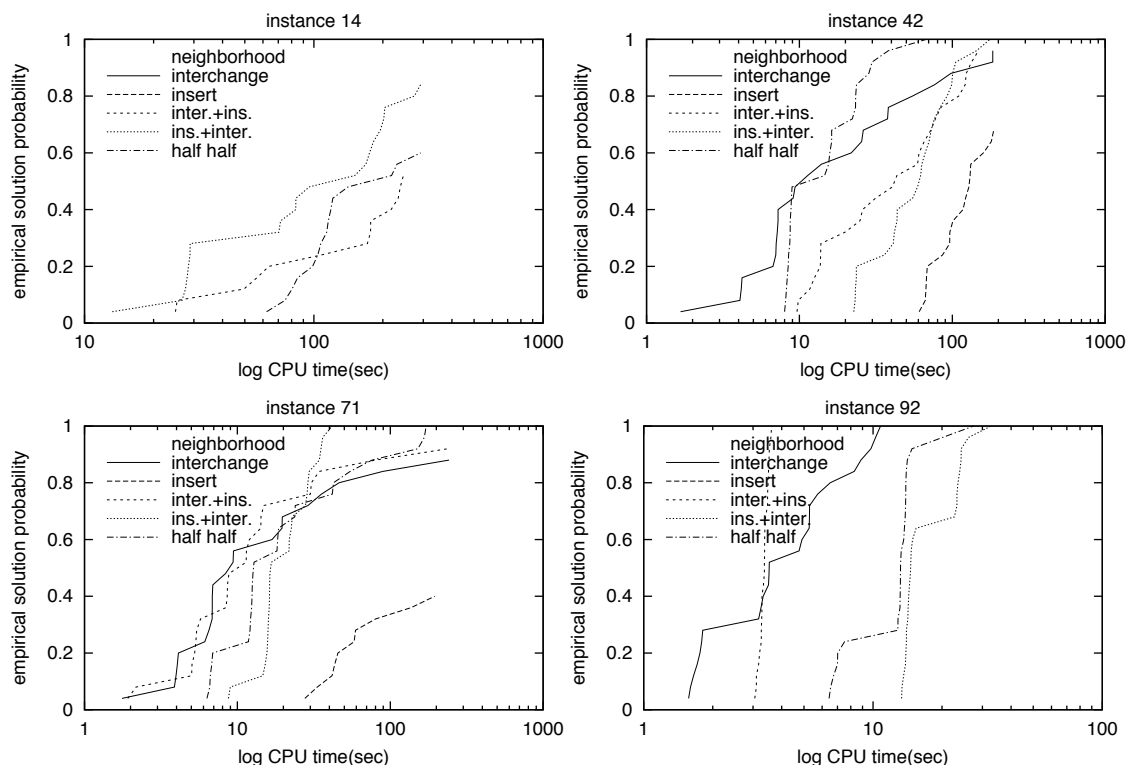 instance 14
1
0.8
0.6
0.4
0.2
0
empirical solution probability
neighborhood
interchange
insert
inter.+ins.
ins.+inter.
half half
10
100
1000
log CPU time(sec)
instance 42
1
0.8
0.6
0.4
0.2
0
empirical solution probability
neighborhood
interchange
insert
inter.+ins.
ins.+inter.
half half
1
10
100
1000
log CPU time(sec)
instance 71
1
0.8
0.6
0.4
0.2
0
empirical solution probability
neighborhood
interchange
insert
inter.+ins.
ins.+inter.
half half
1
10
100
1000
log CPU time(sec)
instance 92
1
0.8
0.6
0.4
0.2
0
empirical solution probability
neighborhood
interchange
insert
inter.+ins.
ins.+inter.
half half
1
10
100
log CPU time(sec)